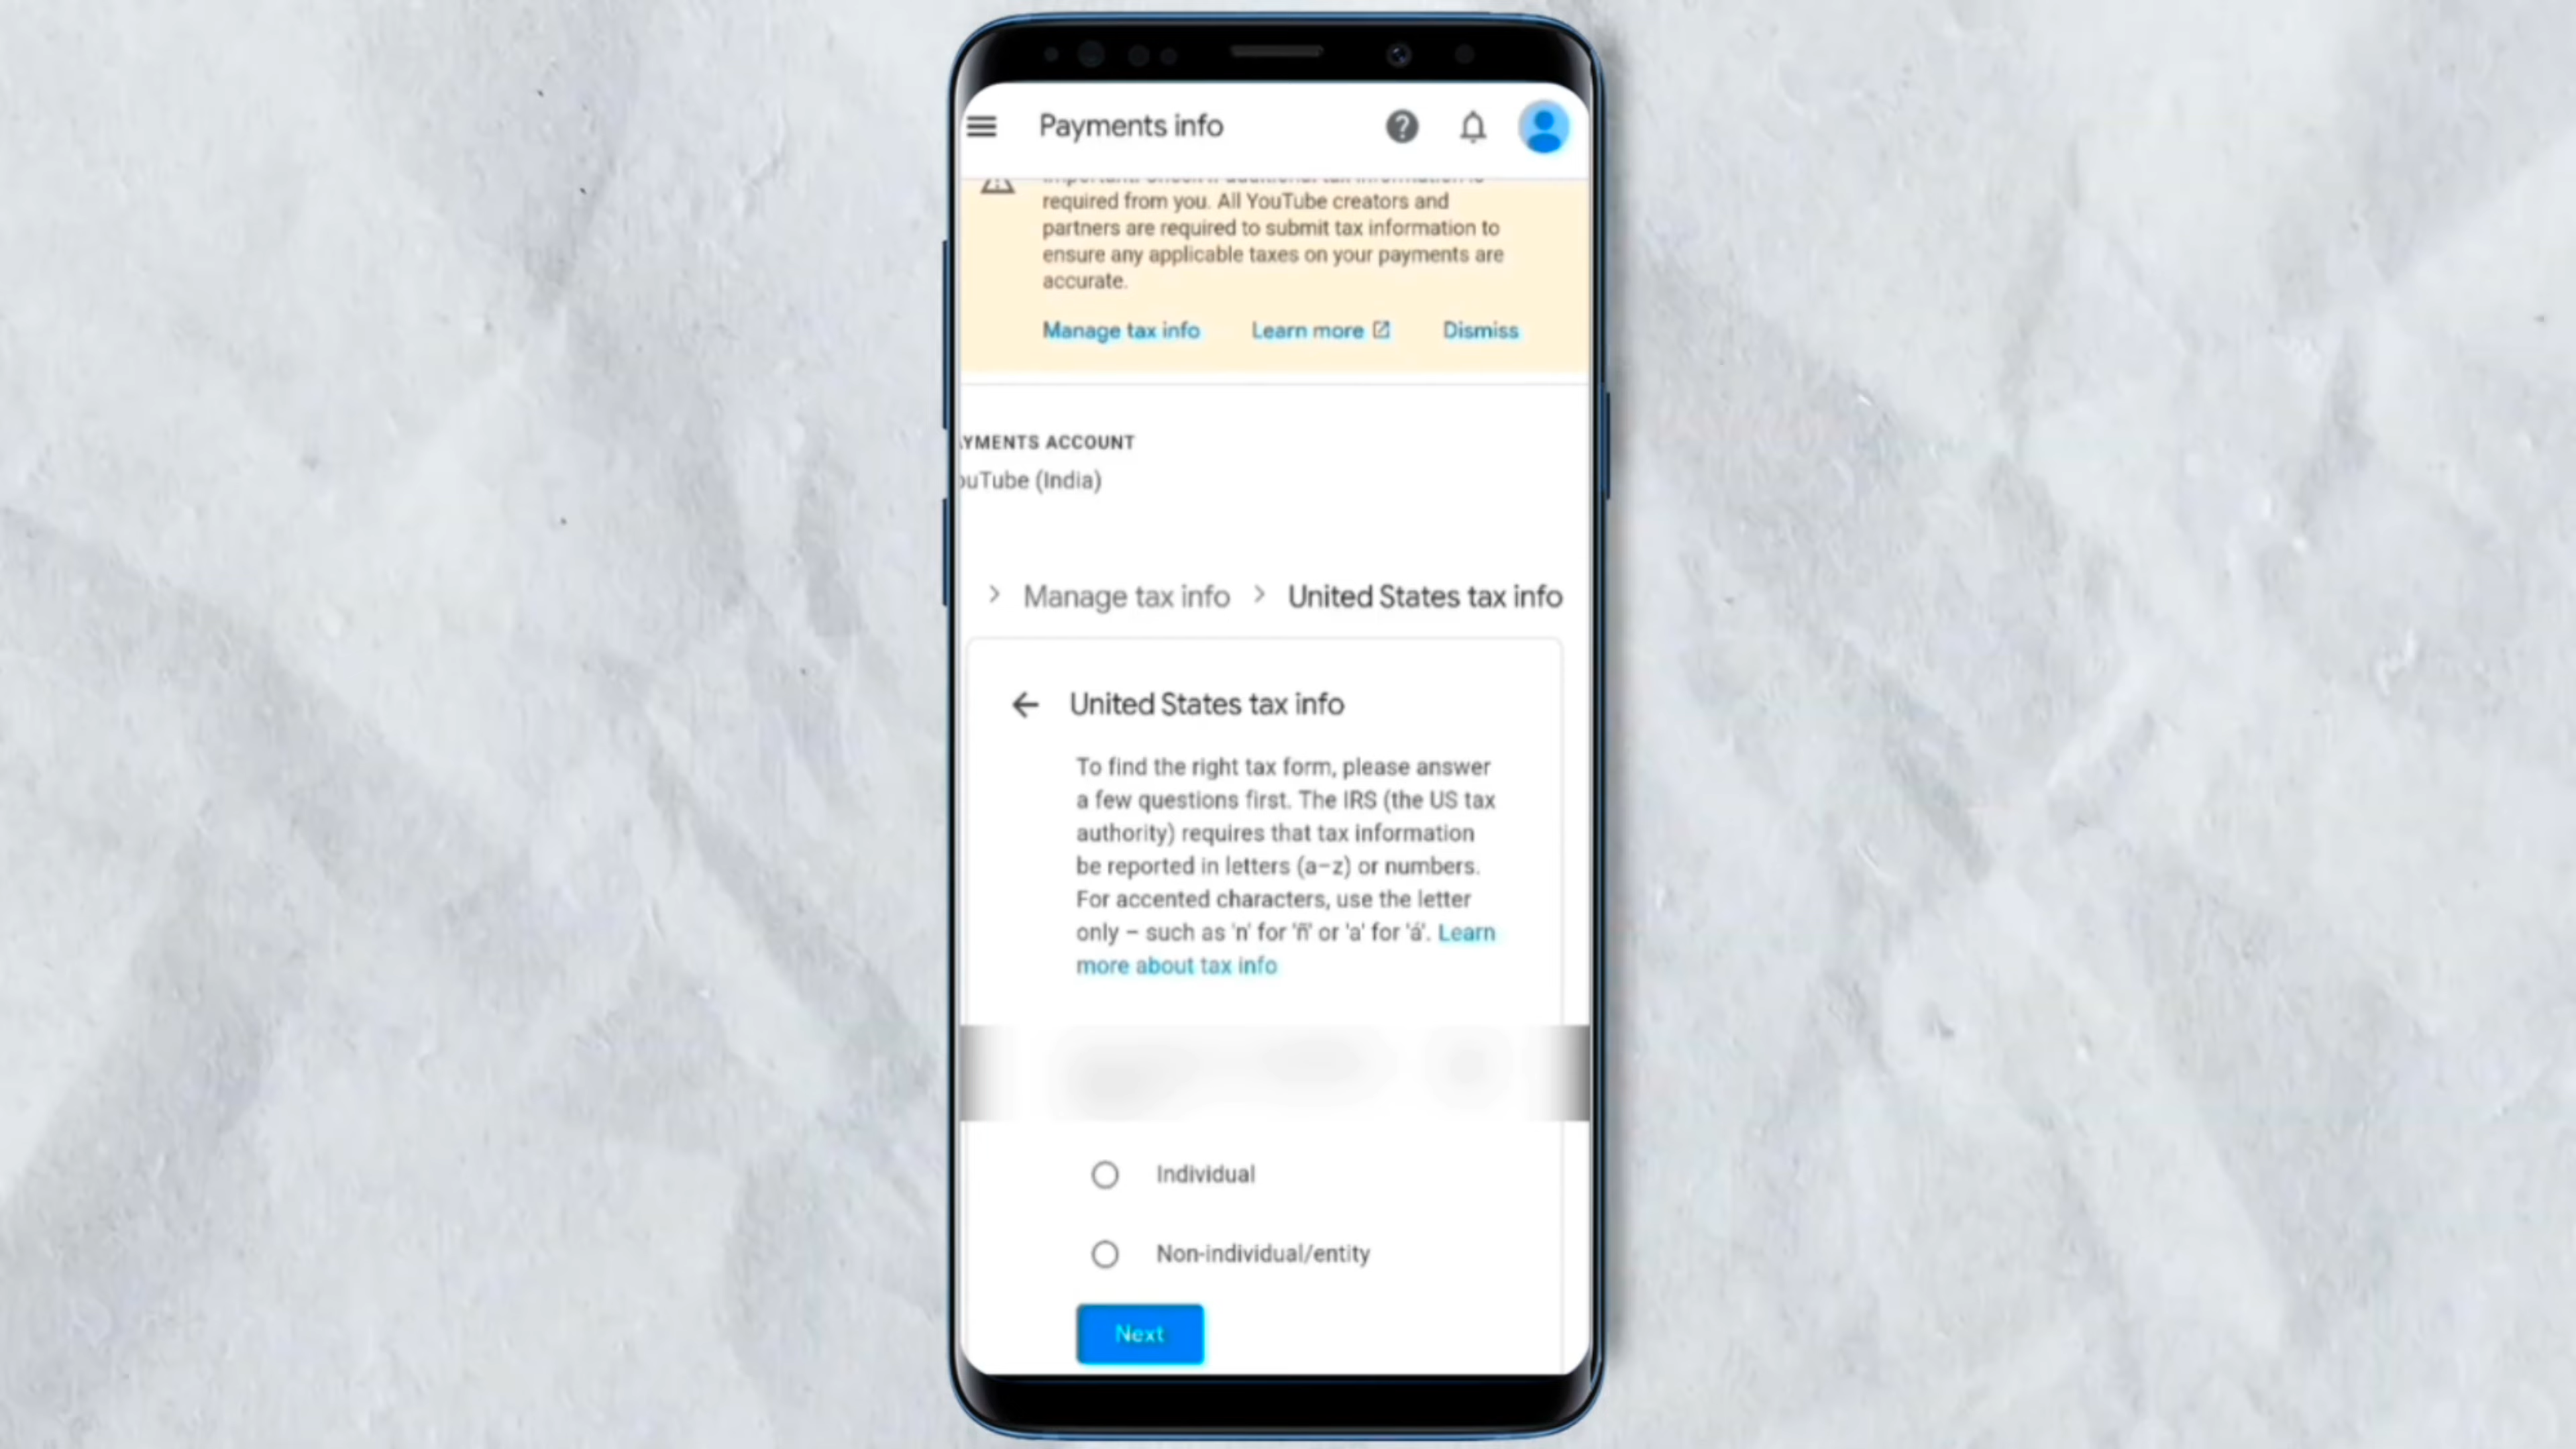 Payments info
required from you. All YouTube creators and
partners are required to submit tax information to
ensure any applicable taxes on your payments are
accurate.
Manage tax info Learn more Dismiss
YMENTS ACCOUNT
ouTube (India)
> Manage tax info > United States tax info
United States tax info
To find the right tax form, please answer
a few questions first. The IRS (the US tax
authority) requires that tax information
be reported in letters (a–z) or numbers.
For accented characters, use the letter
only – such as 'n' for 'ñ' or 'a' for 'á'. Learn
more about tax info
Individual
Non-individual/entity
Next